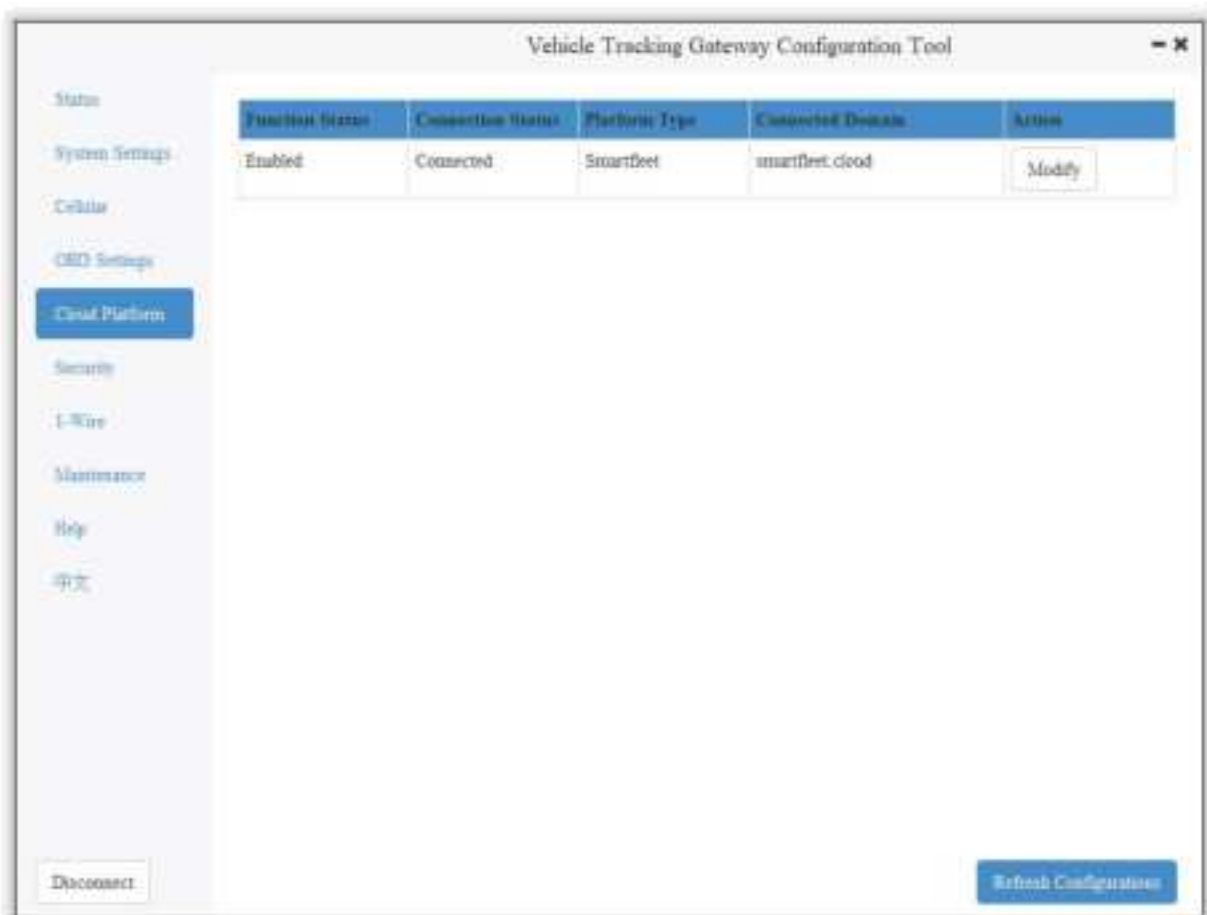 Vehicle Tracking Gateway Configuration Tool
Status
System Settings
Cellular
OBD Settings
Cloud Platform
Security
1-Wire
Maintenance
Help
中文
Function Status Connection Status Platform Type Connected Domain Action
Enabled Connected Smartfleet smartfleet.cloud Modify
Disconnect
Refresh Configurations